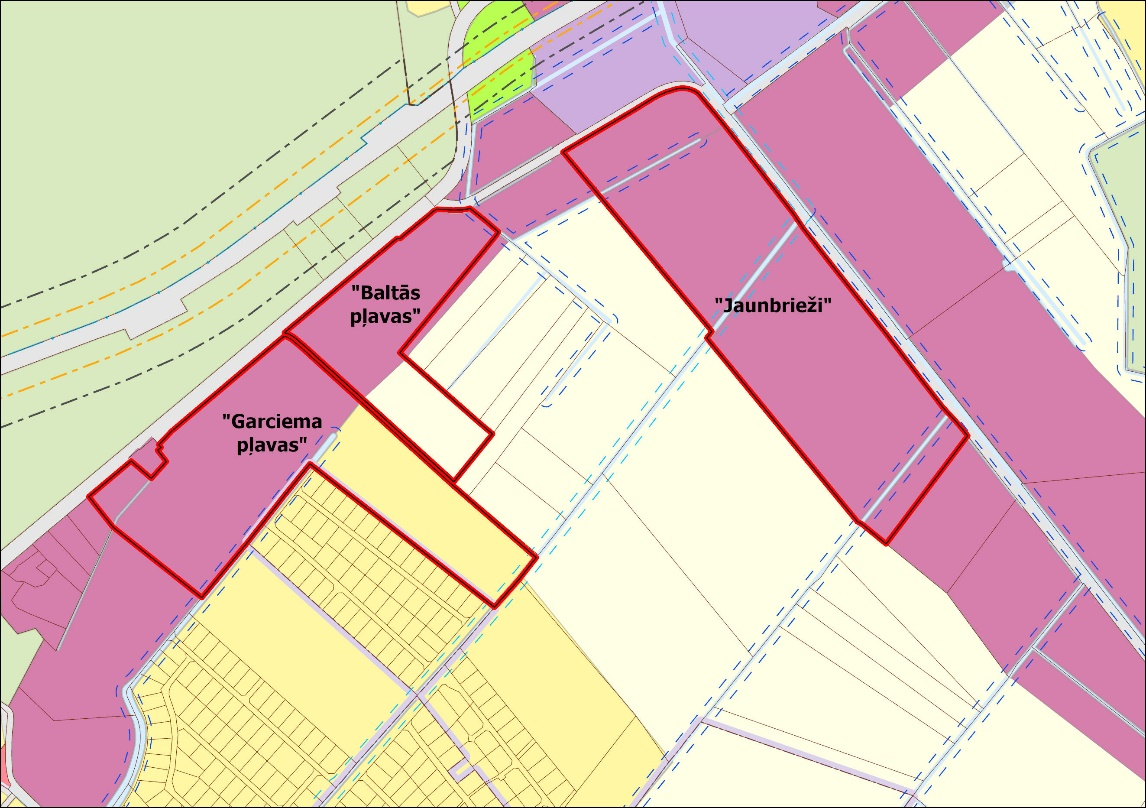 "Baltās
pļavas"
"Jaunbrieži"
"Garciema
pļavas"